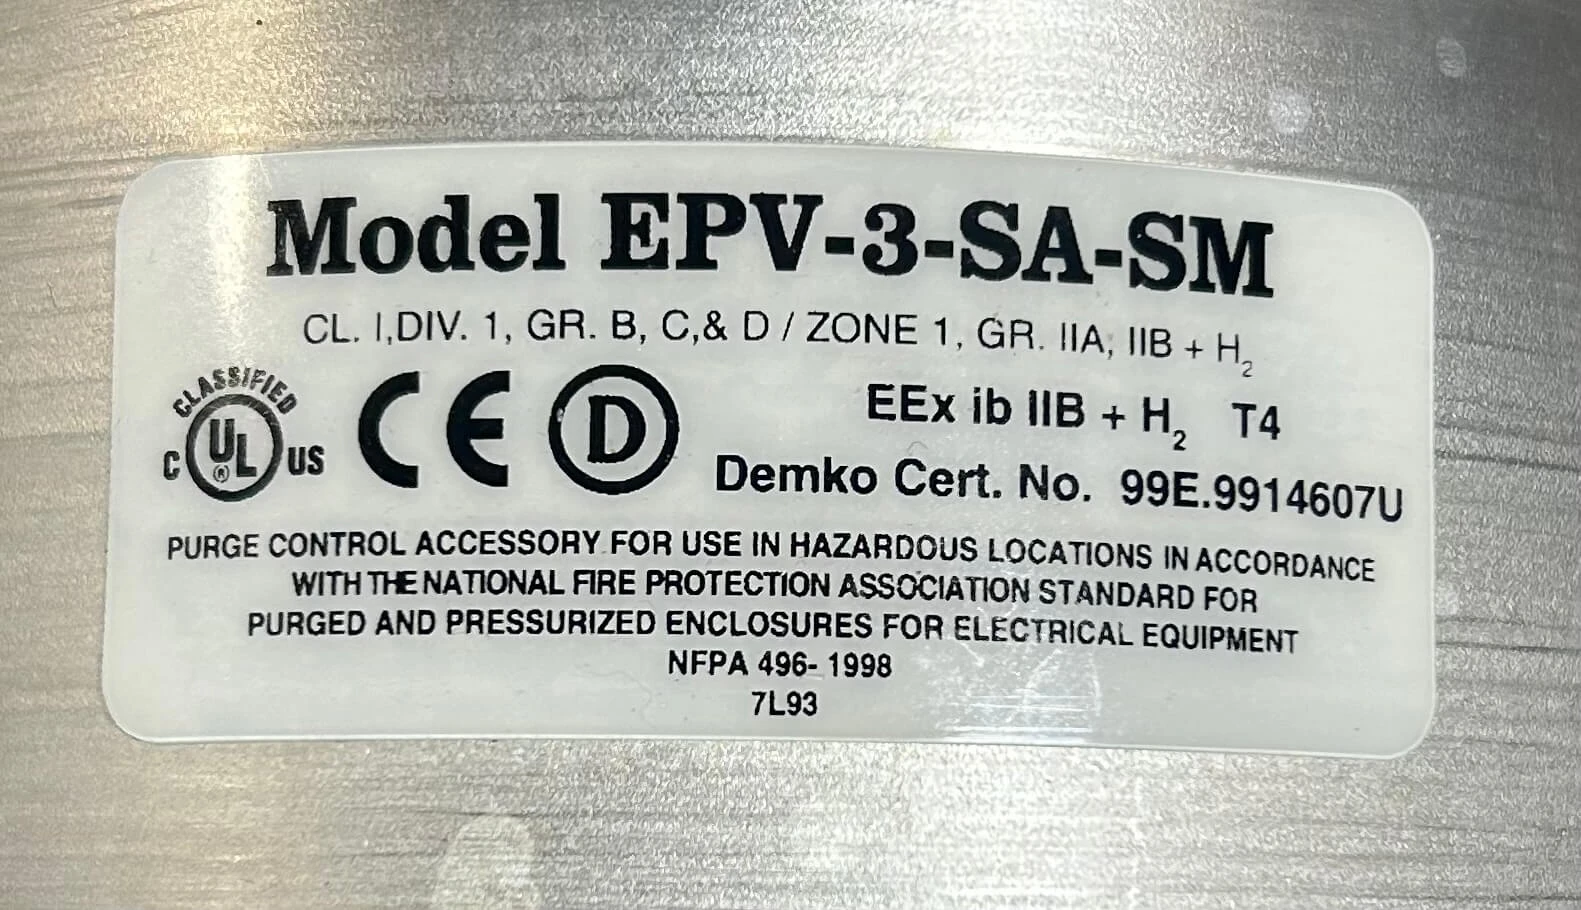 Model EPV-3-SA-SM
CL. I,DIV. 1, GR. B, C,& D / ZONE 1, GR. IIA, IIB + H₂
CLASSIFIED
C UL ® US
CE
D
EEx ib IIB + H₂ T4
Demko Cert. No. 99E.9914607U
PURGE CONTROL ACCESSORY FOR USE IN HAZARDOUS LOCATIONS IN ACCORDANCE
WITH THE NATIONAL FIRE PROTECTION ASSOCIATION STANDARD FOR
PURGED AND PRESSURIZED ENCLOSURES FOR ELECTRICAL EQUIPMENT
NFPA 496- 1998
7L93